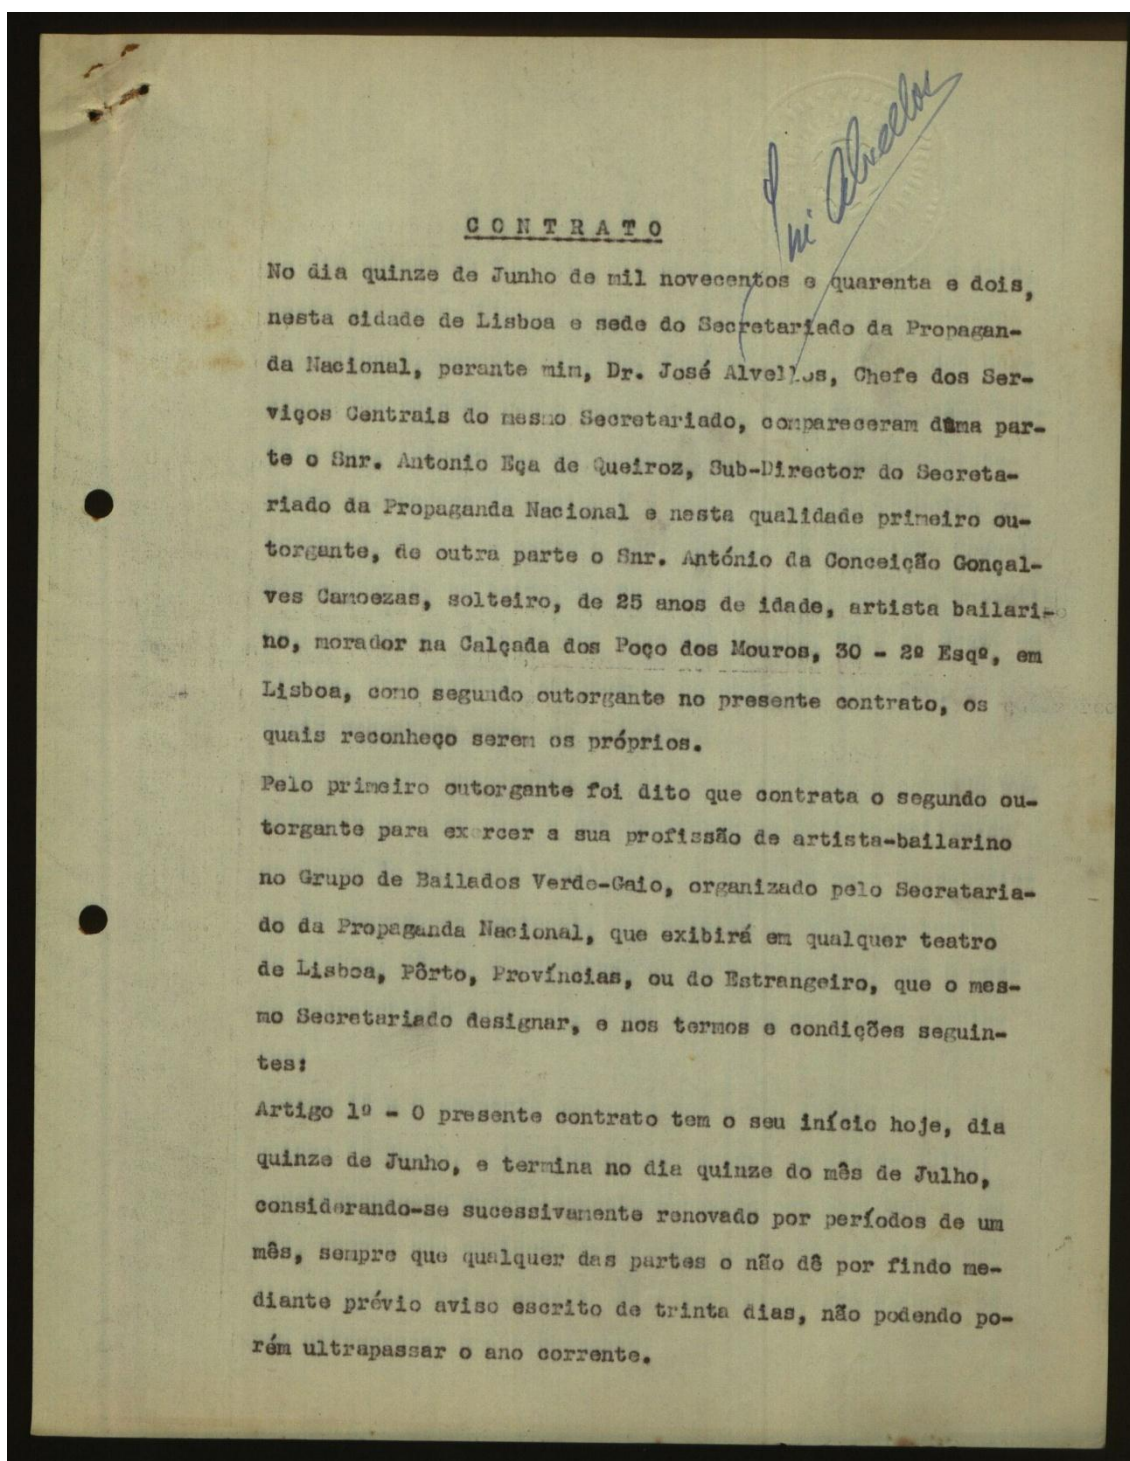 Alvellos
CONTRATO
No dia quinze de Junho de mil novecentos e quarenta e dois,
nesta cidade de Lisboa e sede do Secretariado da Propagan-
da Nacional, perante mim, Dr. José Alvellos, Chefe dos Ser-
viços Centrais do mesmo Secretariado, compareceram duma par-
te o Snr. Antonio Eça de Queiroz, Sub-Director do Secreta-
riado da Propaganda Nacional e nesta qualidade primeiro ou-
torgante, de outra parte o Snr. António da Conceição Gonçal-
ves Camoezas, solteiro, de 25 anos de idade, artista bailari-
no, morador na Calçada dos Poço dos Mouros, 30 - 2º Esqº, em
Lisboa, como segundo outorgante no presente contrato, os
quais reconheço serem os próprios.
Pelo primeiro outorgante foi dito que contrata o segundo ou-
torgante para exercer a sua profissão de artista-bailarino
no Grupo de Bailados Verde-Gaio, organizado pelo Secrataria-
do da Propaganda Nacional, que exibirá em qualquer teatro
de Lisboa, Pôrto, Províncias, ou do Estrangeiro, que o mes-
mo Secretariado designar, e nos termos e condições seguin-
tes:
Artigo 1º - O presente contrato tem o seu início hoje, dia
quinze de Junho, e termina no dia quinze do mês de Julho,
considerando-se sucessivamente renovado por períodos de um
mês, sempre que qualquer das partes o não dê por findo me-
diante prévio aviso escrito de trinta dias, não podendo po-
rém ultrapassar o ano corrente.